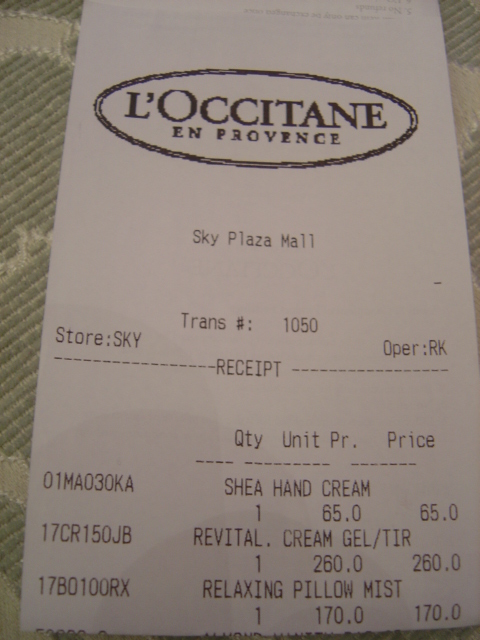 L'OCCITANE
EN PROVENCE
Sky Plaza Mall
Trans #: 1050
Store:SKY Oper:RK
-----------------RECEIPT -----------------
Qty Unit Pr. Price
---- --------- -------
01MA030KA SHEA HAND CREAM
1 65.0 65.0
17CR150JB REVITAL. CREAM GEL/TIR
1 260.0 260.0
17BO100RX RELAXING PILLOW MIST
1 170.0 170.0